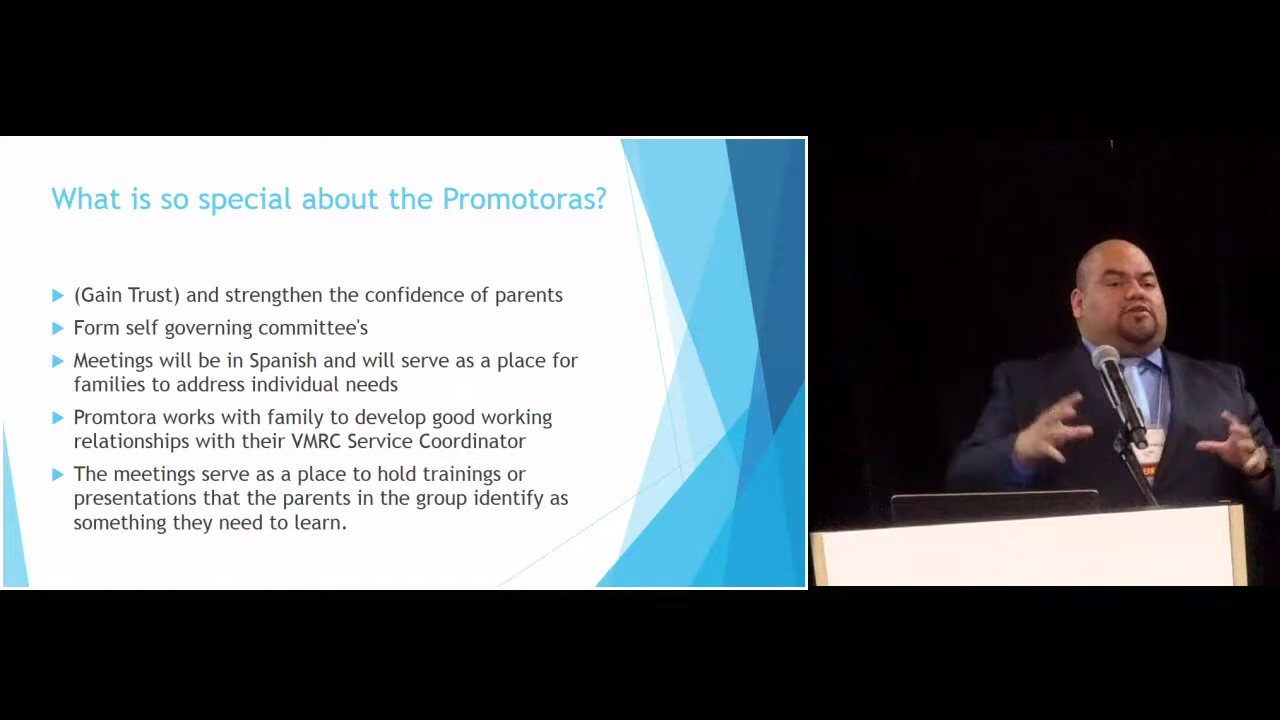 What is so special about the Promotoras?
(Gain Trust) and strengthen the confidence of parents
Form self governing committee's
Meetings will be in Spanish and will serve as a place for
families to address individual needs
Promtora works with family to develop good working
relationships with their VMRC Service Coordinator
The meetings serve as a place to hold trainings or
presentations that the parents in the group identify as
something they need to learn.